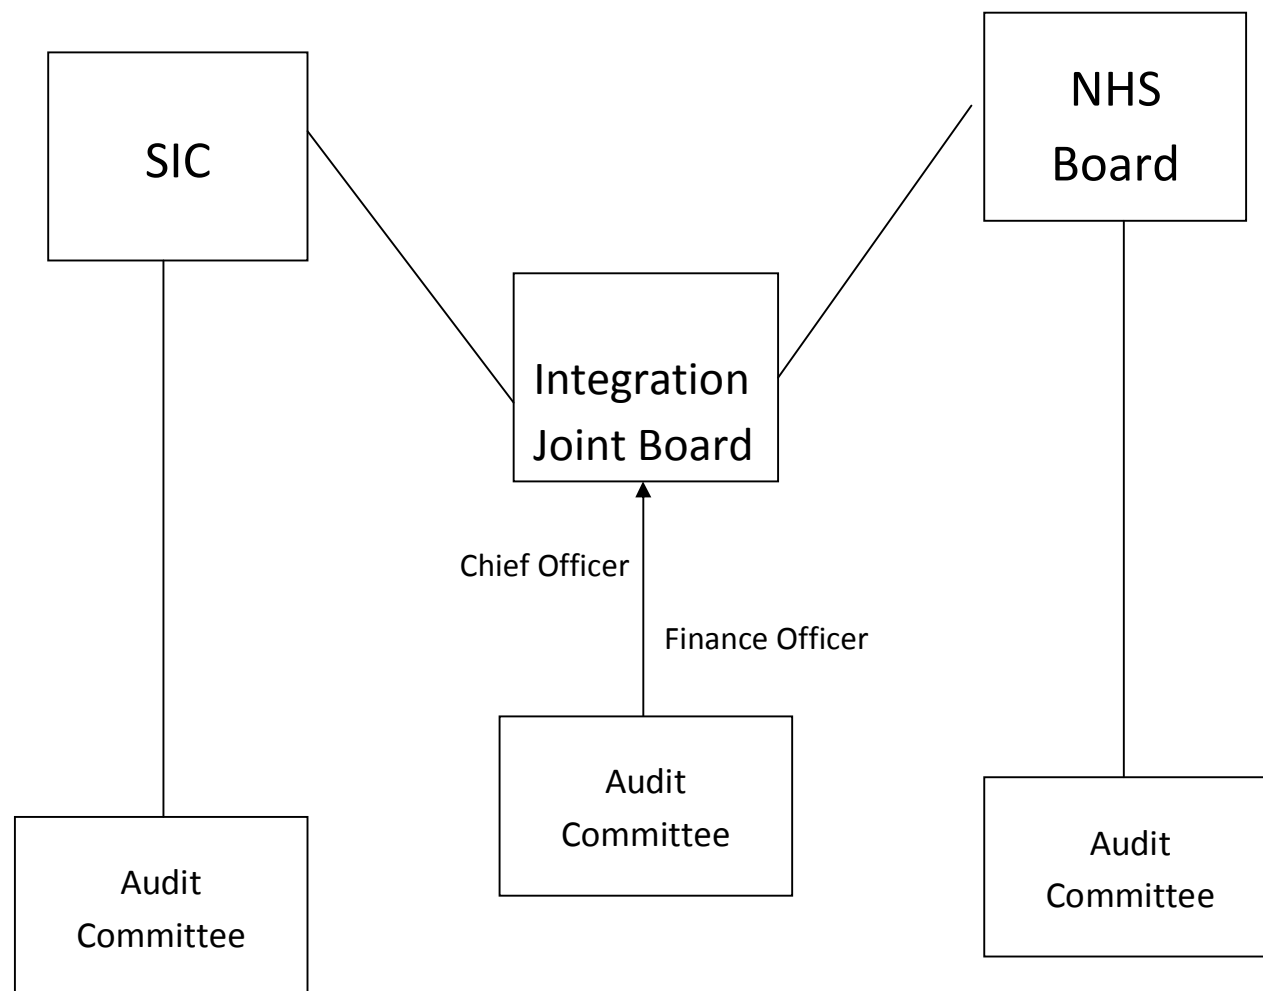 SIC
NHS
Board
Integration
Joint Board
Chief Officer
Finance Officer
Audit
Committee
Audit
Committee
Audit
Committee